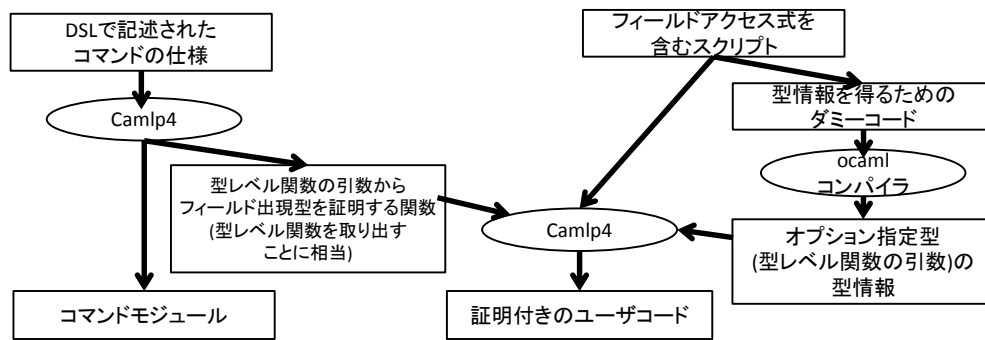 DSLで記述された
コマンドの仕様
Camlp4
型レベル関数の引数から
フィールド出現型を証明する関数
(型レベル関数を取り出す
ことに相当)
コマンドモジュール
フィールドアクセス式を
含むスクリプト
型情報を得るための
ダミーコード
ocaml
コンパイラ
オプション指定型
(型レベル関数の引数)の
型情報
Camlp4
証明付きのユーザコード